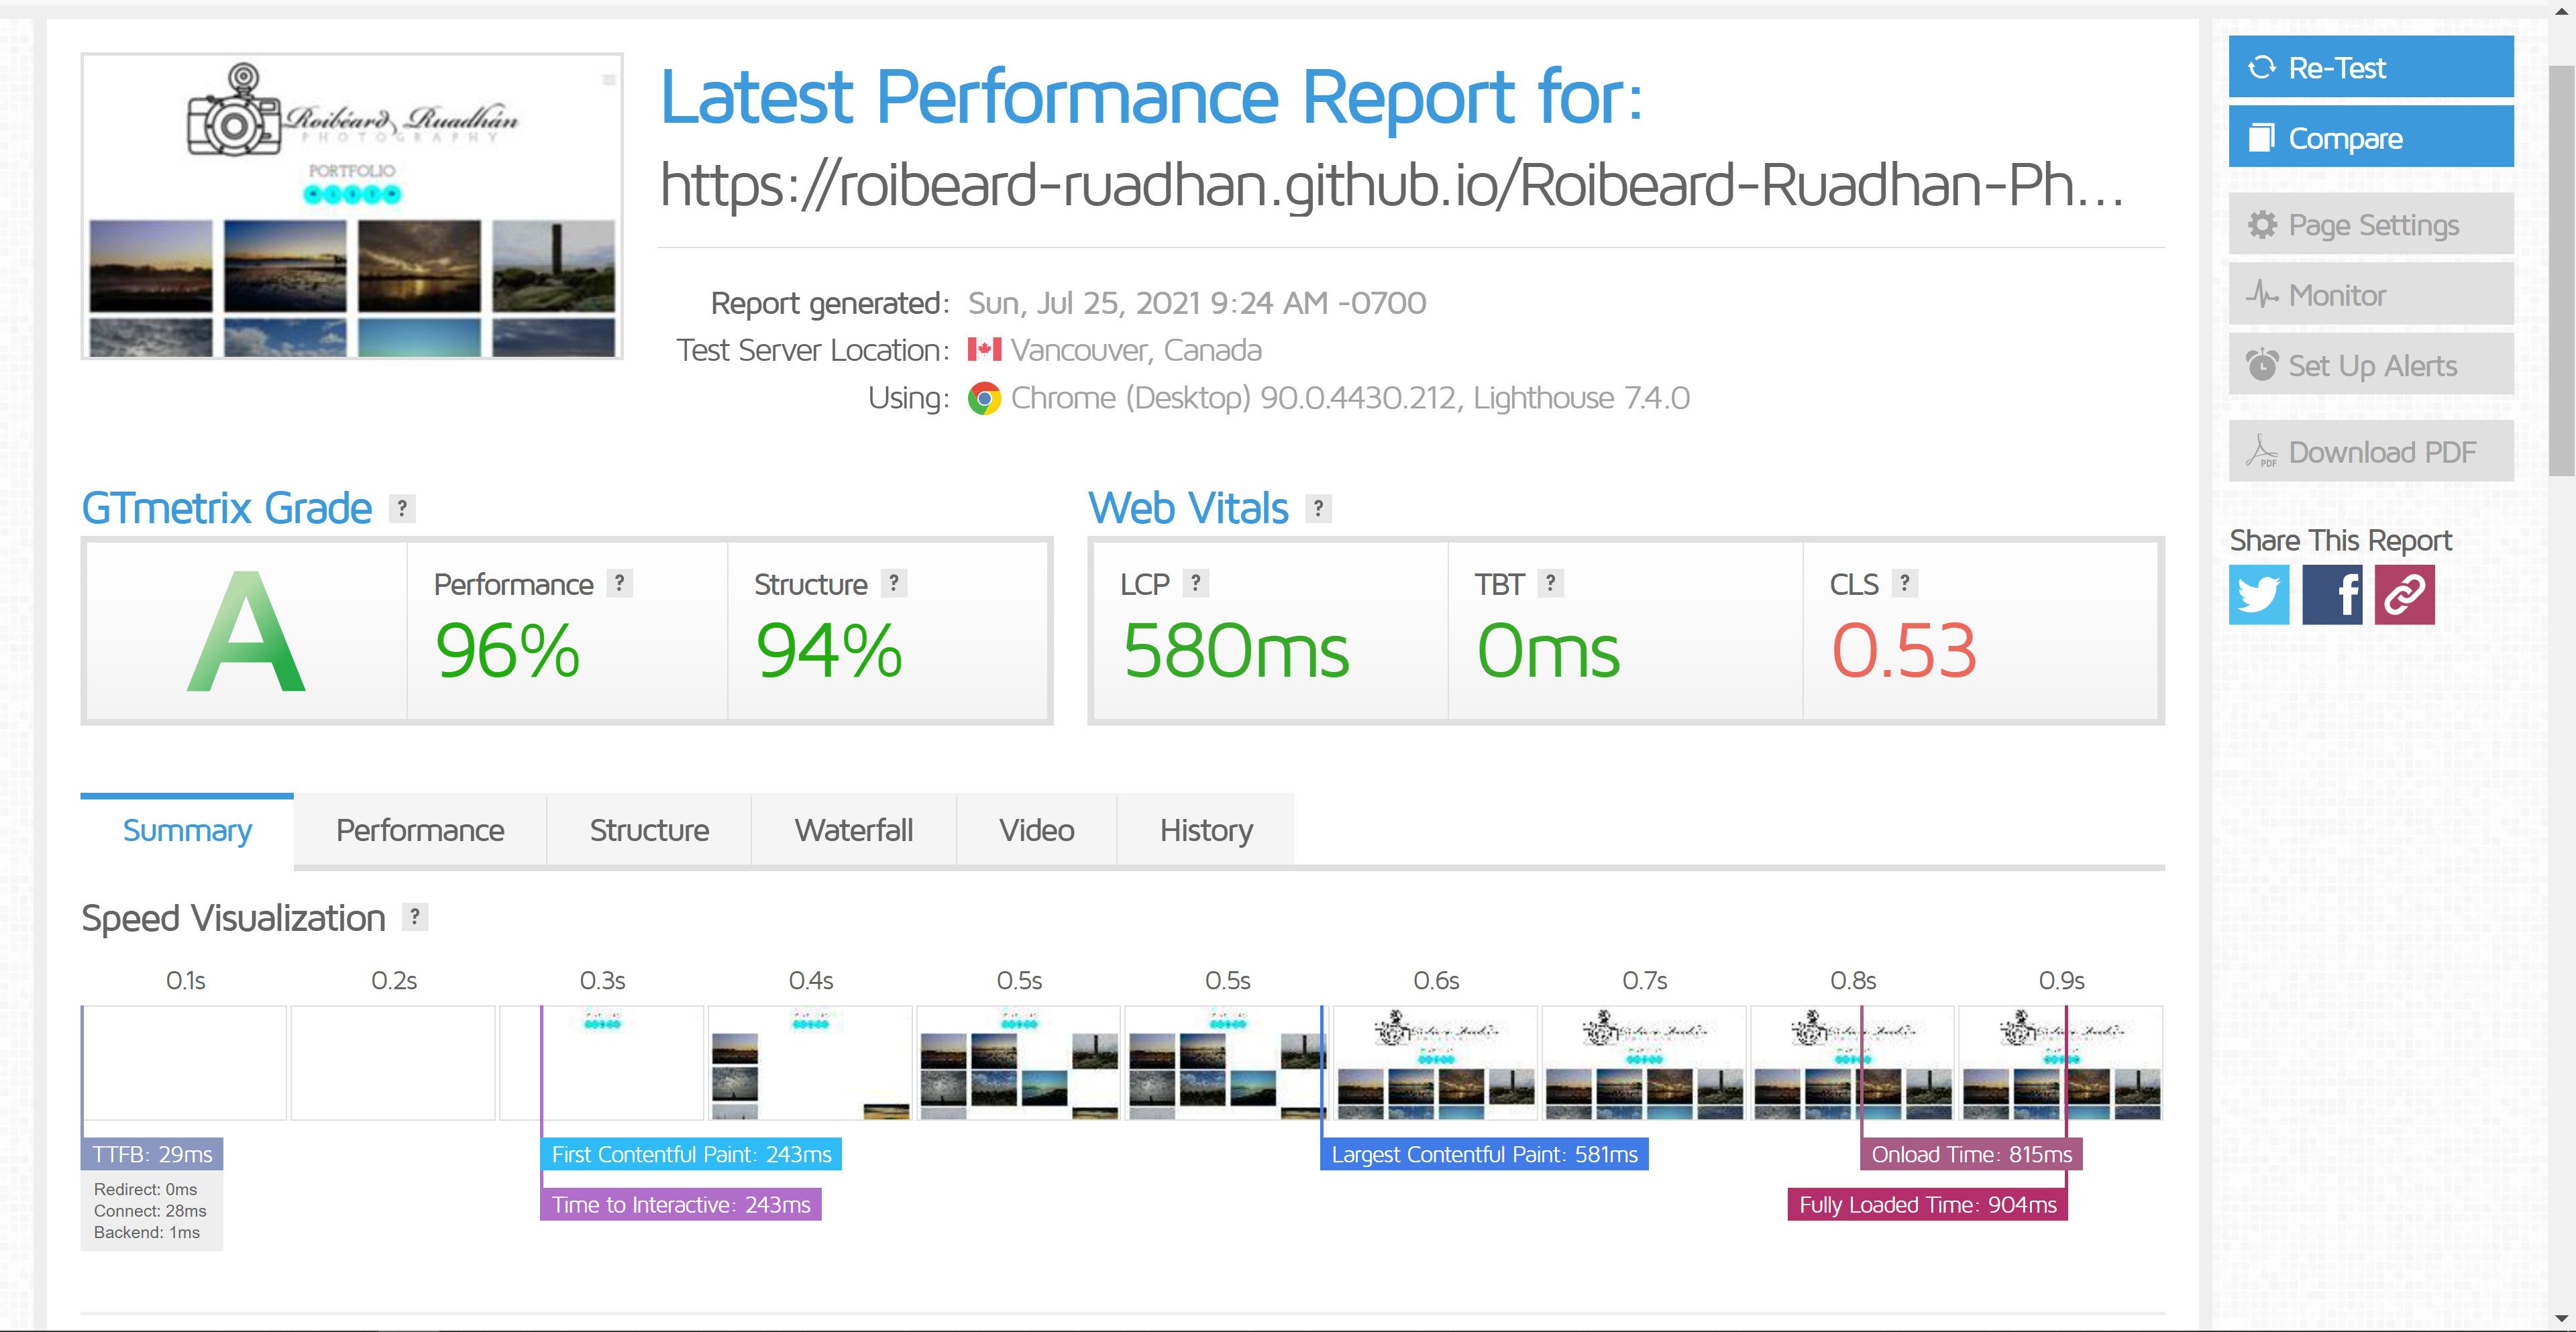 Roibéard Ruadhán
PHOTOGRAPHY
PORTFOLIO
Latest Performance Report for:
https://roibeard-ruadhan.github.io/Roibeard-Ruadhan-Ph...
Report generated: Sun, Jul 25, 2021 9:24 AM -0700
Test Server Location: Vancouver, Canada
Using: Chrome (Desktop) 90.0.4430.212, Lighthouse 7.4.0
Re-Test
Compare
Page Settings
Monitor
Set Up Alerts
PDF Download PDF
Share This Report
GTmetrix Grade ?
A
Performance ?
96%
Structure ?
94%
Web Vitals ?
LCP ?
580ms
TBT ?
0ms
CLS ?
0.53
Summary Performance Structure Waterfall Video History
Speed Visualization ?
0.1s 0.2s 0.3s 0.4s 0.5s 0.5s 0.6s 0.7s 0.8s 0.9s
TTFB: 29ms
Redirect: 0ms
Connect: 28ms
Backend: 1ms
First Contentful Paint: 243ms
Time to Interactive: 243ms
Largest Contentful Paint: 581ms
Onload Time: 815ms
Fully Loaded Time: 904ms